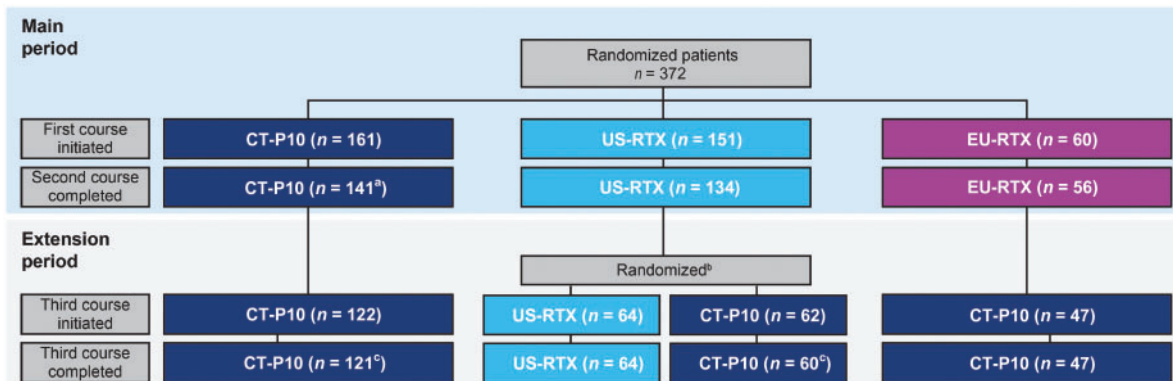 Main
period
Randomized patients
n = 372
First course
initiated
CT-P10 (n = 161)
US-RTX (n = 151)
EU-RTX (n = 60)
Second course
completed
CT-P10 (n = 141ᵃ)
US-RTX (n = 134)
EU-RTX (n = 56)
Extension
period
Randomizedᵇ
Third course
initiated
CT-P10 (n = 122)
US-RTX (n = 64)
CT-P10 (n = 62)
CT-P10 (n = 47)
Third course
completed
CT-P10 (n = 121ᶜ)
US-RTX (n = 64)
CT-P10 (n = 60ᶜ)
CT-P10 (n = 47)